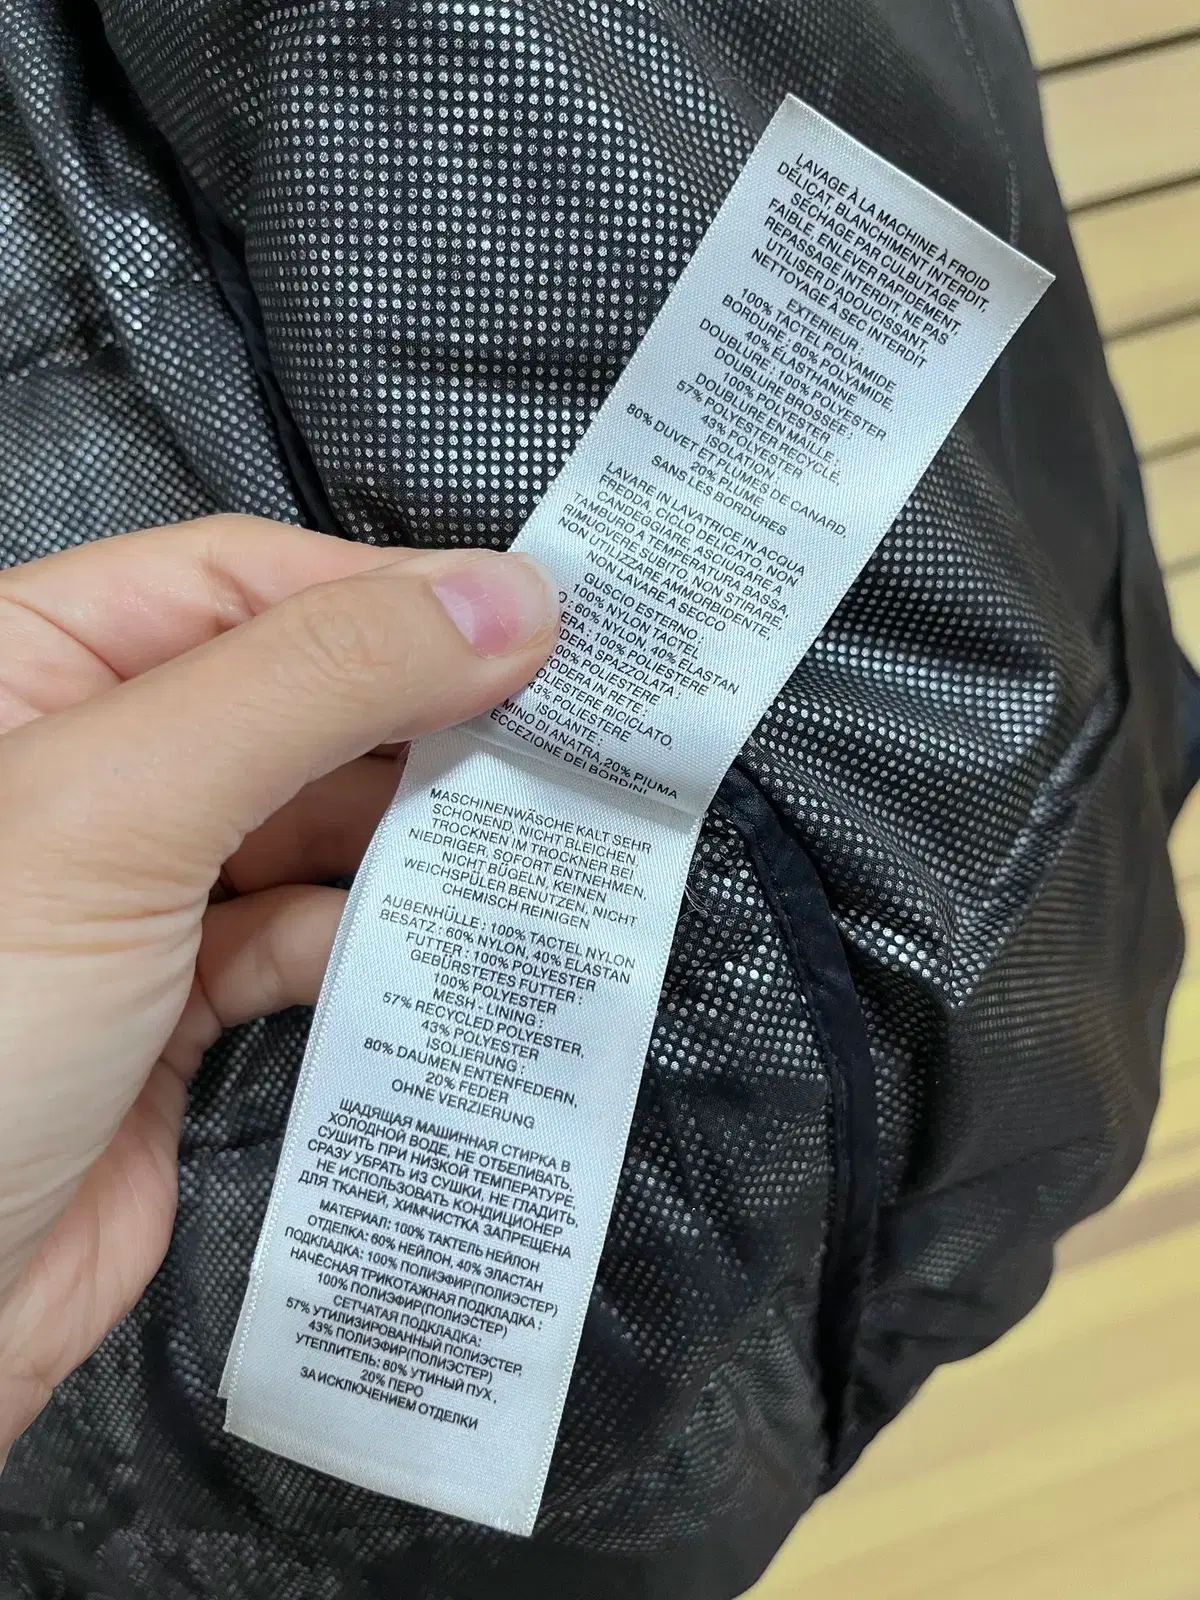 LAVAGE À LA MACHINE À FROID
DÉLICAT, BLANCHIMENT INTERDIT,
SÉCHAGE PAR CULBUTAGE
FAIBLE, ENLEVER RAPIDEMENT,
REPASSAGE INTERDIT, NE PAS
UTILISER D'ADOUCISSANT,
NETTOYAGE À SEC INTERDIT
EXTERIEUR :
100% TACTEL POLYAMIDE
BORDURE : 60% POLYAMIDE,
40% ÉLASTHANNE
DOUBLURE : 100% POLYESTER
DOUBLURE BROSSÉE :
100% POLYESTER
DOUBLURE EN MAILLE,
57% POLYESTER RECYCLÉ,
43% POLYESTER
ISOLATION :
80% DUVET ET PLUMES DE CANARD,
20% PLUME
SANS LES BORDURES
LAVARE IN LAVATRICE IN ACQUA
FREDDA, CICLO DELICATO, NON
CANDEGGIARE, ASCIUGARE A
TAMBURO A TEMPERATURA BASSA,
RIMUOVERE SUBITO, NON STIRARE,
NON UTILIZZARE AMMORBIDENTE,
NON LAVARE A SECCO
GUSCIO ESTERNO :
100% NYLON TACTEL
: 60% NYLON, 40% ELASTAN
: 100% POLIESTERE
SPAZZOLATA
POLIESTERE
FODERA IN RETE:
POLIESTERE RICICLATO,
43% POLIESTERE
ISOLANTE :
DI ANATRA, 20% PIUMA
ECCEZIONE DEI BORDINI
MASCHINENWÄSCHE KALT SEHR
SCHONEND, NICHT BLEICHEN,
TROCKNEN IM TROCKNER BEI
NIEDRIGER, SOFORT ENTNEHMEN,
NICHT BÜGELN, KEINEN
WEICHSPÜLER BENUTZEN, NICHT
CHEMISCH REINIGEN
AUßENHÜLLE : 100% TACTEL NYLON
BESATZ : 60% NYLON, 40% ELASTAN
FUTTER : 100% POLYESTER
GEBÜRSTETES FUTTER :
100% POLYESTER
MESH - LINING :
57% RECYCLED POLYESTER,
43% POLYESTER
ISOLIERUNG :
80% DAUMEN ENTENFEDERN,
20% FEDER
OHNE VERZIERUNG
ЩАДЯЩАЯ МАШИННАЯ СТИРКА В
ХОЛОДНОЙ ВОДЕ, НЕ ОТБЕЛИВАТЬ,
СУШИТЬ ПРИ НИЗКОЙ ТЕМПЕРАТУРЕ,
СРАЗУ УБРАТЬ ИЗ СУШКИ, НЕ ГЛАДИТЬ,
НЕ ИСПОЛЬЗОВАТЬ КОНДИЦИОНЕР
ДЛЯ ТКАНЕЙ, ХИМЧИСТКА ЗАПРЕЩЕНА
МАТЕРИАЛ: 100% ТАКТЕЛЬ НЕЙЛОН
ОТДЕЛКА: 60% НЕЙЛОН, 40% ЭЛАСТАН
ПОДКЛАДКА: 100% ПОЛИЭФИР(ПОЛИЭСТЕР)
НАЧЁСНАЯ ТРИКОТАЖНАЯ ПОДКЛАДКА :
100% ПОЛИЭФИР(ПОЛИЭСТЕР)
СЕТЧАТАЯ ПОДКЛАДКА:
57% УТИЛИЗИРОВАННЫЙ ПОЛИЭСТЕР,
43% ПОЛИЭФИР(ПОЛИЭСТЕР)
УТЕПЛИТЕЛЬ: 80% УТИНЫЙ ПУХ ,
20% ПЕРО
ЗА ИСКЛЮЧЕНИЕМ ОТДЕЛКИ